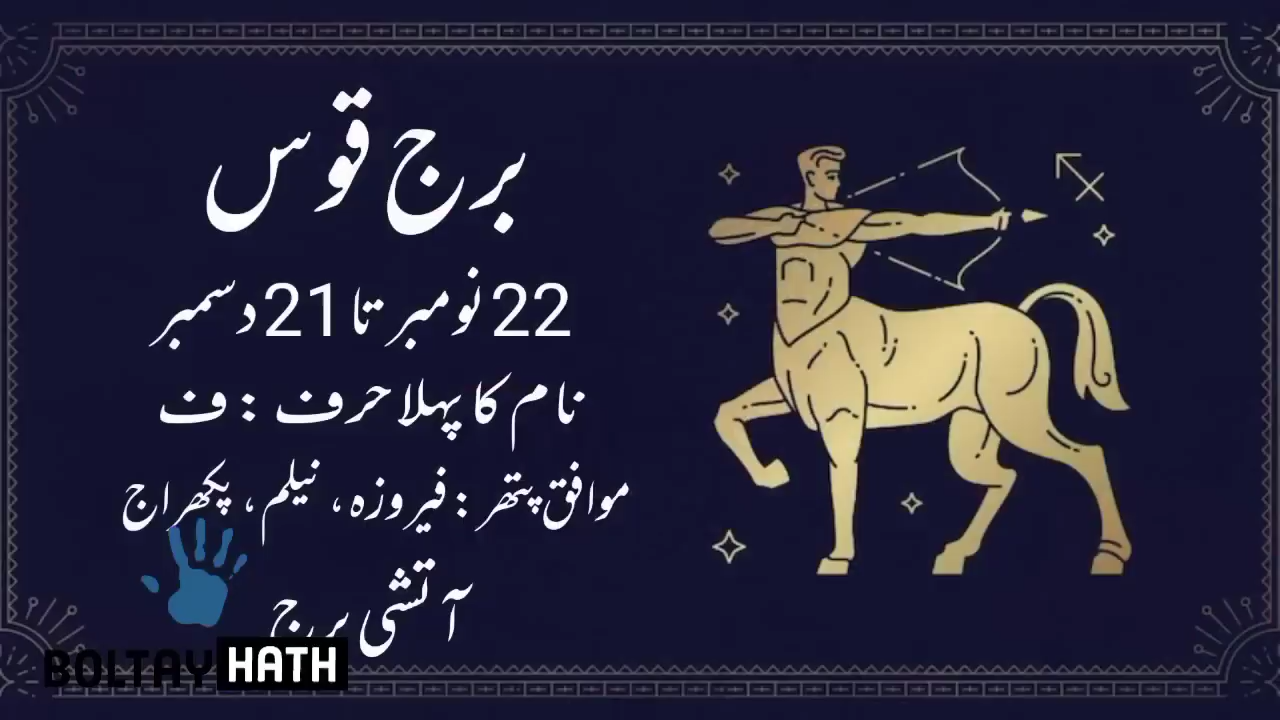 برج قوس
22 نومبر تا 21 دسمبر
نام کا پہلا حرف : ف
موافق پتھر : فیروزہ، نیلم، پکھراج
آتشی برج
BOLTAY HATH